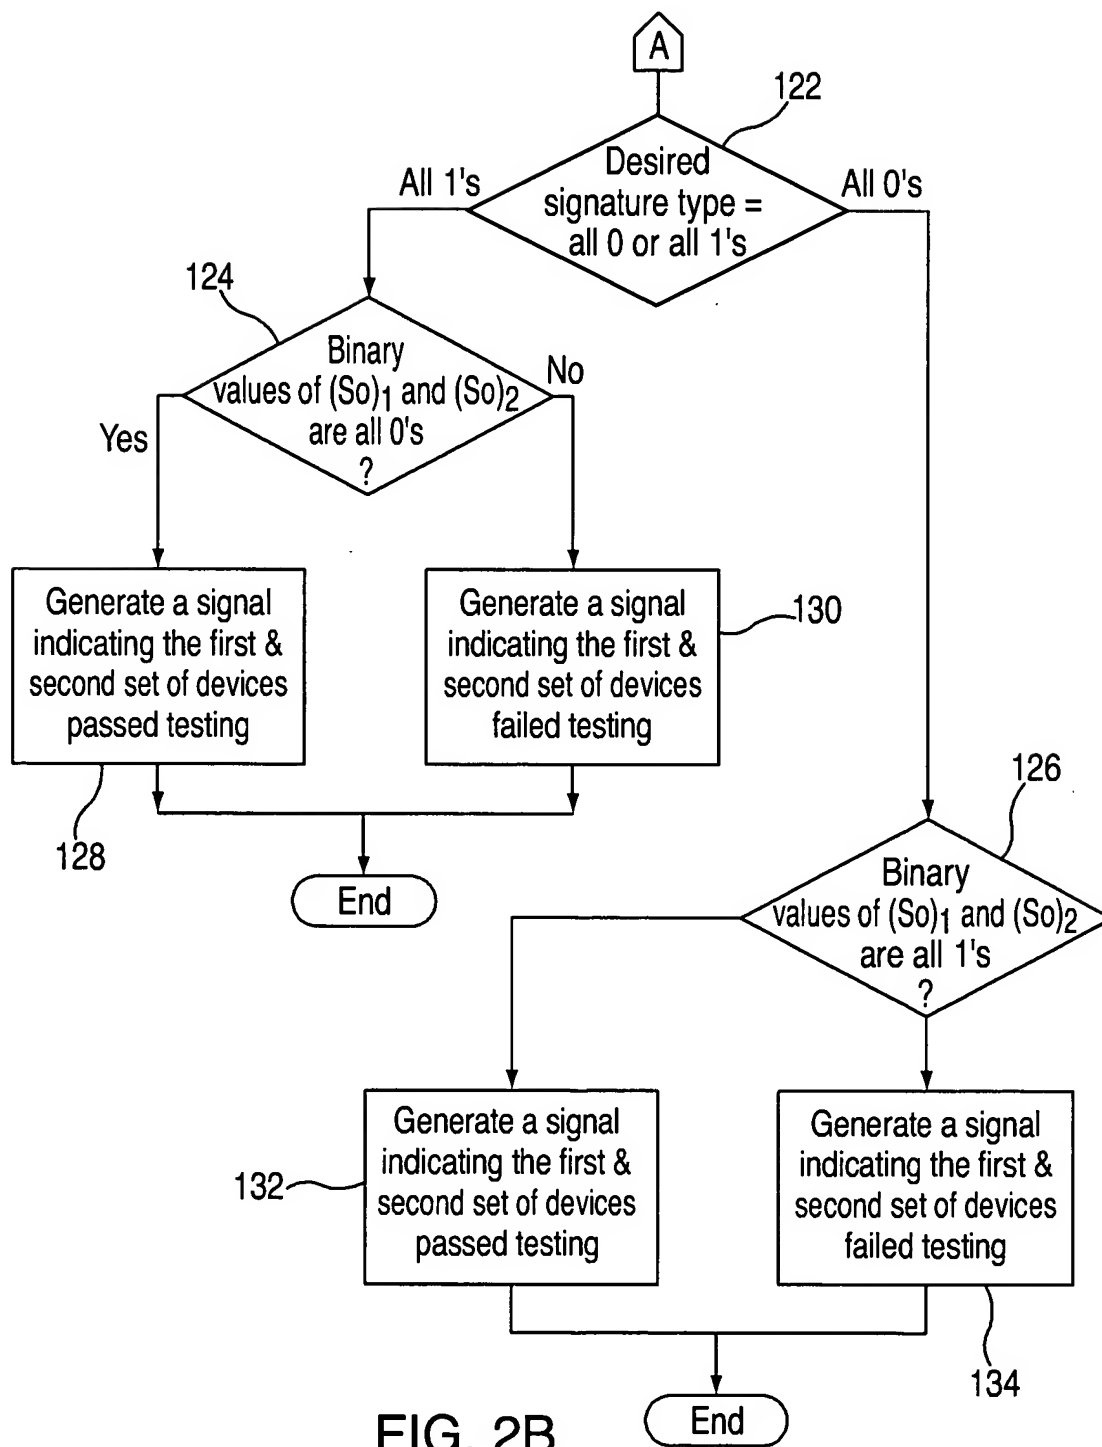 A
122
Desired
signature type =
all 0 or all 1's
All 1's
All 0's
124
Binary
values of (So)1 and (So)2
are all 0's
?
Yes
No
Generate a signal
indicating the first &
second set of devices
passed testing
128
Generate a signal
indicating the first &
second set of devices
failed testing
130
End
126
Binary
values of (So)1 and (So)2
are all 1's
?
132
Generate a signal
indicating the first &
second set of devices
passed testing
Generate a signal
indicating the first &
second set of devices
failed testing
134
End
FIG. 2B